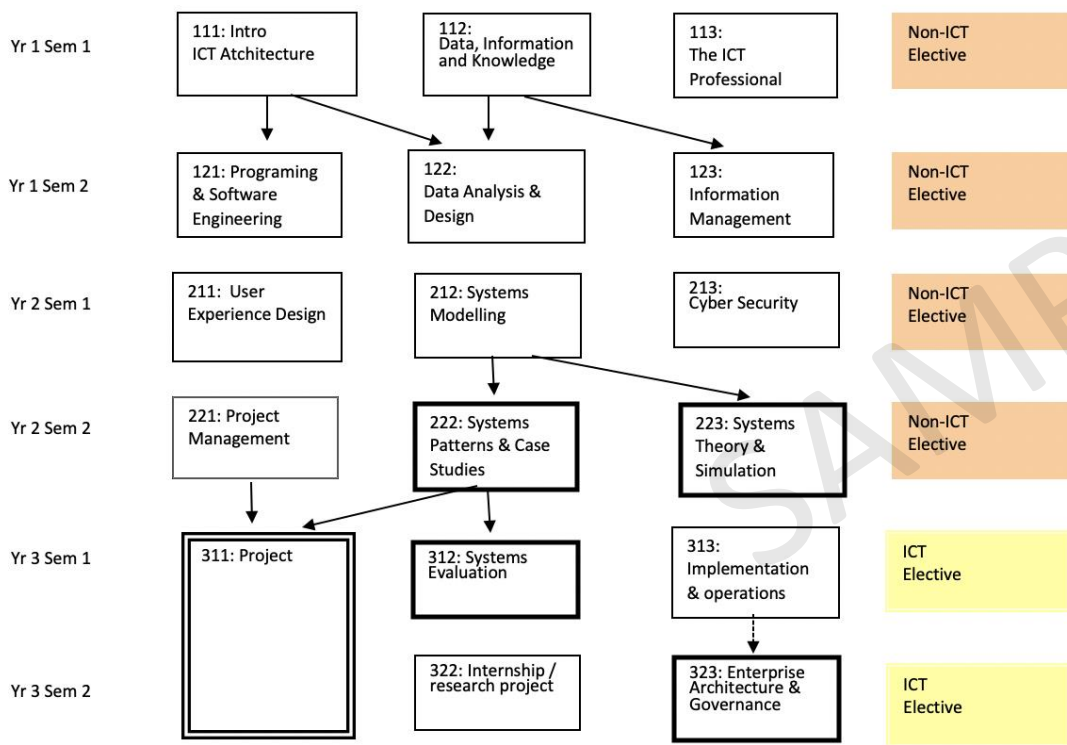 Yr 1 Sem 1
111: Intro
ICT Atchitecture
112:
Data, Information
and Knowledge
113:
The ICT
Professional
Non-ICT
Elective
Yr 1 Sem 2
121: Programing
& Software
Engineering
122:
Data Analysis &
Design
123:
Information
Management
Non-ICT
Elective
Yr 2 Sem 1
211: User
Experience Design
212: Systems
Modelling
213:
Cyber Security
Non-ICT
Elective
Yr 2 Sem 2
221: Project
Management
222: Systems
Patterns & Case
Studies
223: Systems
Theory &
Simulation
Non-ICT
Elective
Yr 3 Sem 1
311: Project
312: Systems
Evaluation
313:
Implementation
& operations
ICT
Elective
Yr 3 Sem 2
322: Internship /
research project
323: Enterprise
Architecture &
Governance
ICT
Elective